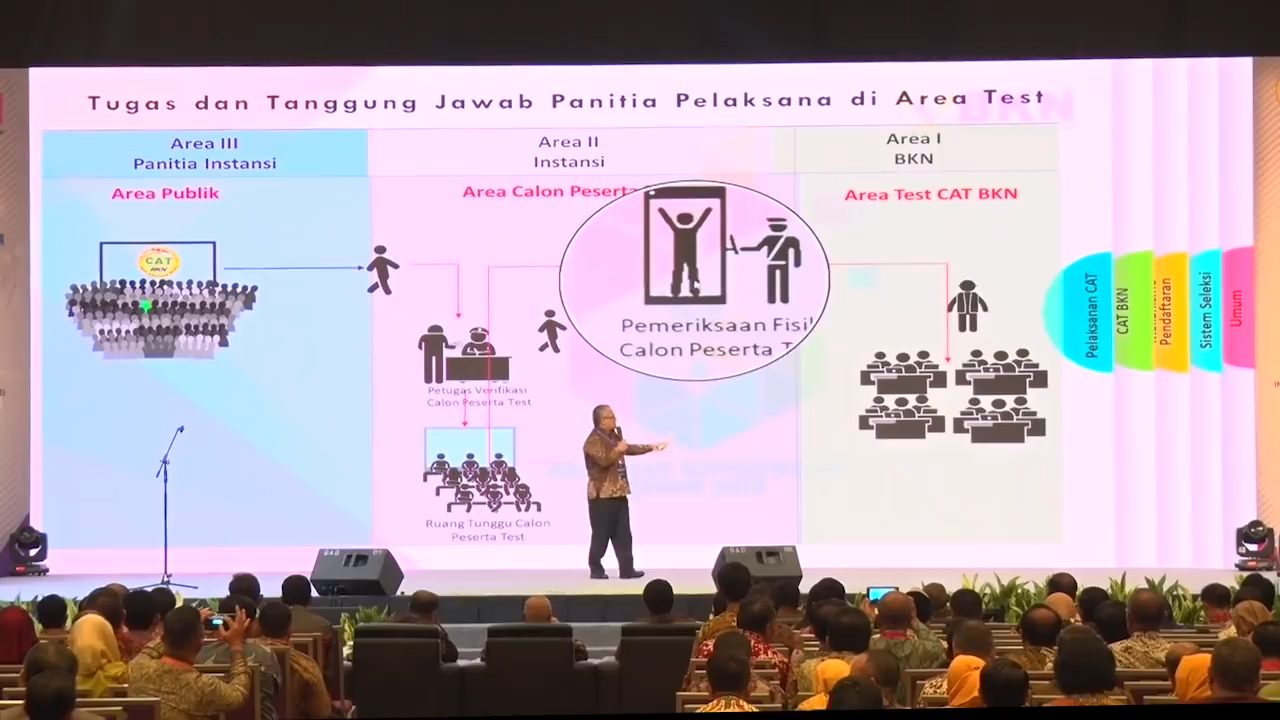 Tugas dan Tanggung Jawab Panitia Pelaksana di Area Test
Area III
Panitia Instansi
Area Publik
CAT
BKN
Area II
Instansi
Area Calon Peserta
Petugas Verifikasi
Calon Peserta Test
Ruang Tunggu Calon
Peserta Test
Pemeriksaan Fisi
Calon Peserta T
Area I
BKN
Area Test CAT BKN
Pelaksanan CAT
CAT BKN
Pendaftaran
Sistem Seleksi
Umum